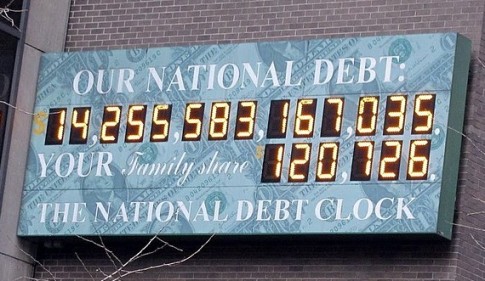 OUR NATIONAL DEBT:
$14,255,583,167,035.
YOUR Family share $120,726.
THE NATIONAL DEBT CLOCK